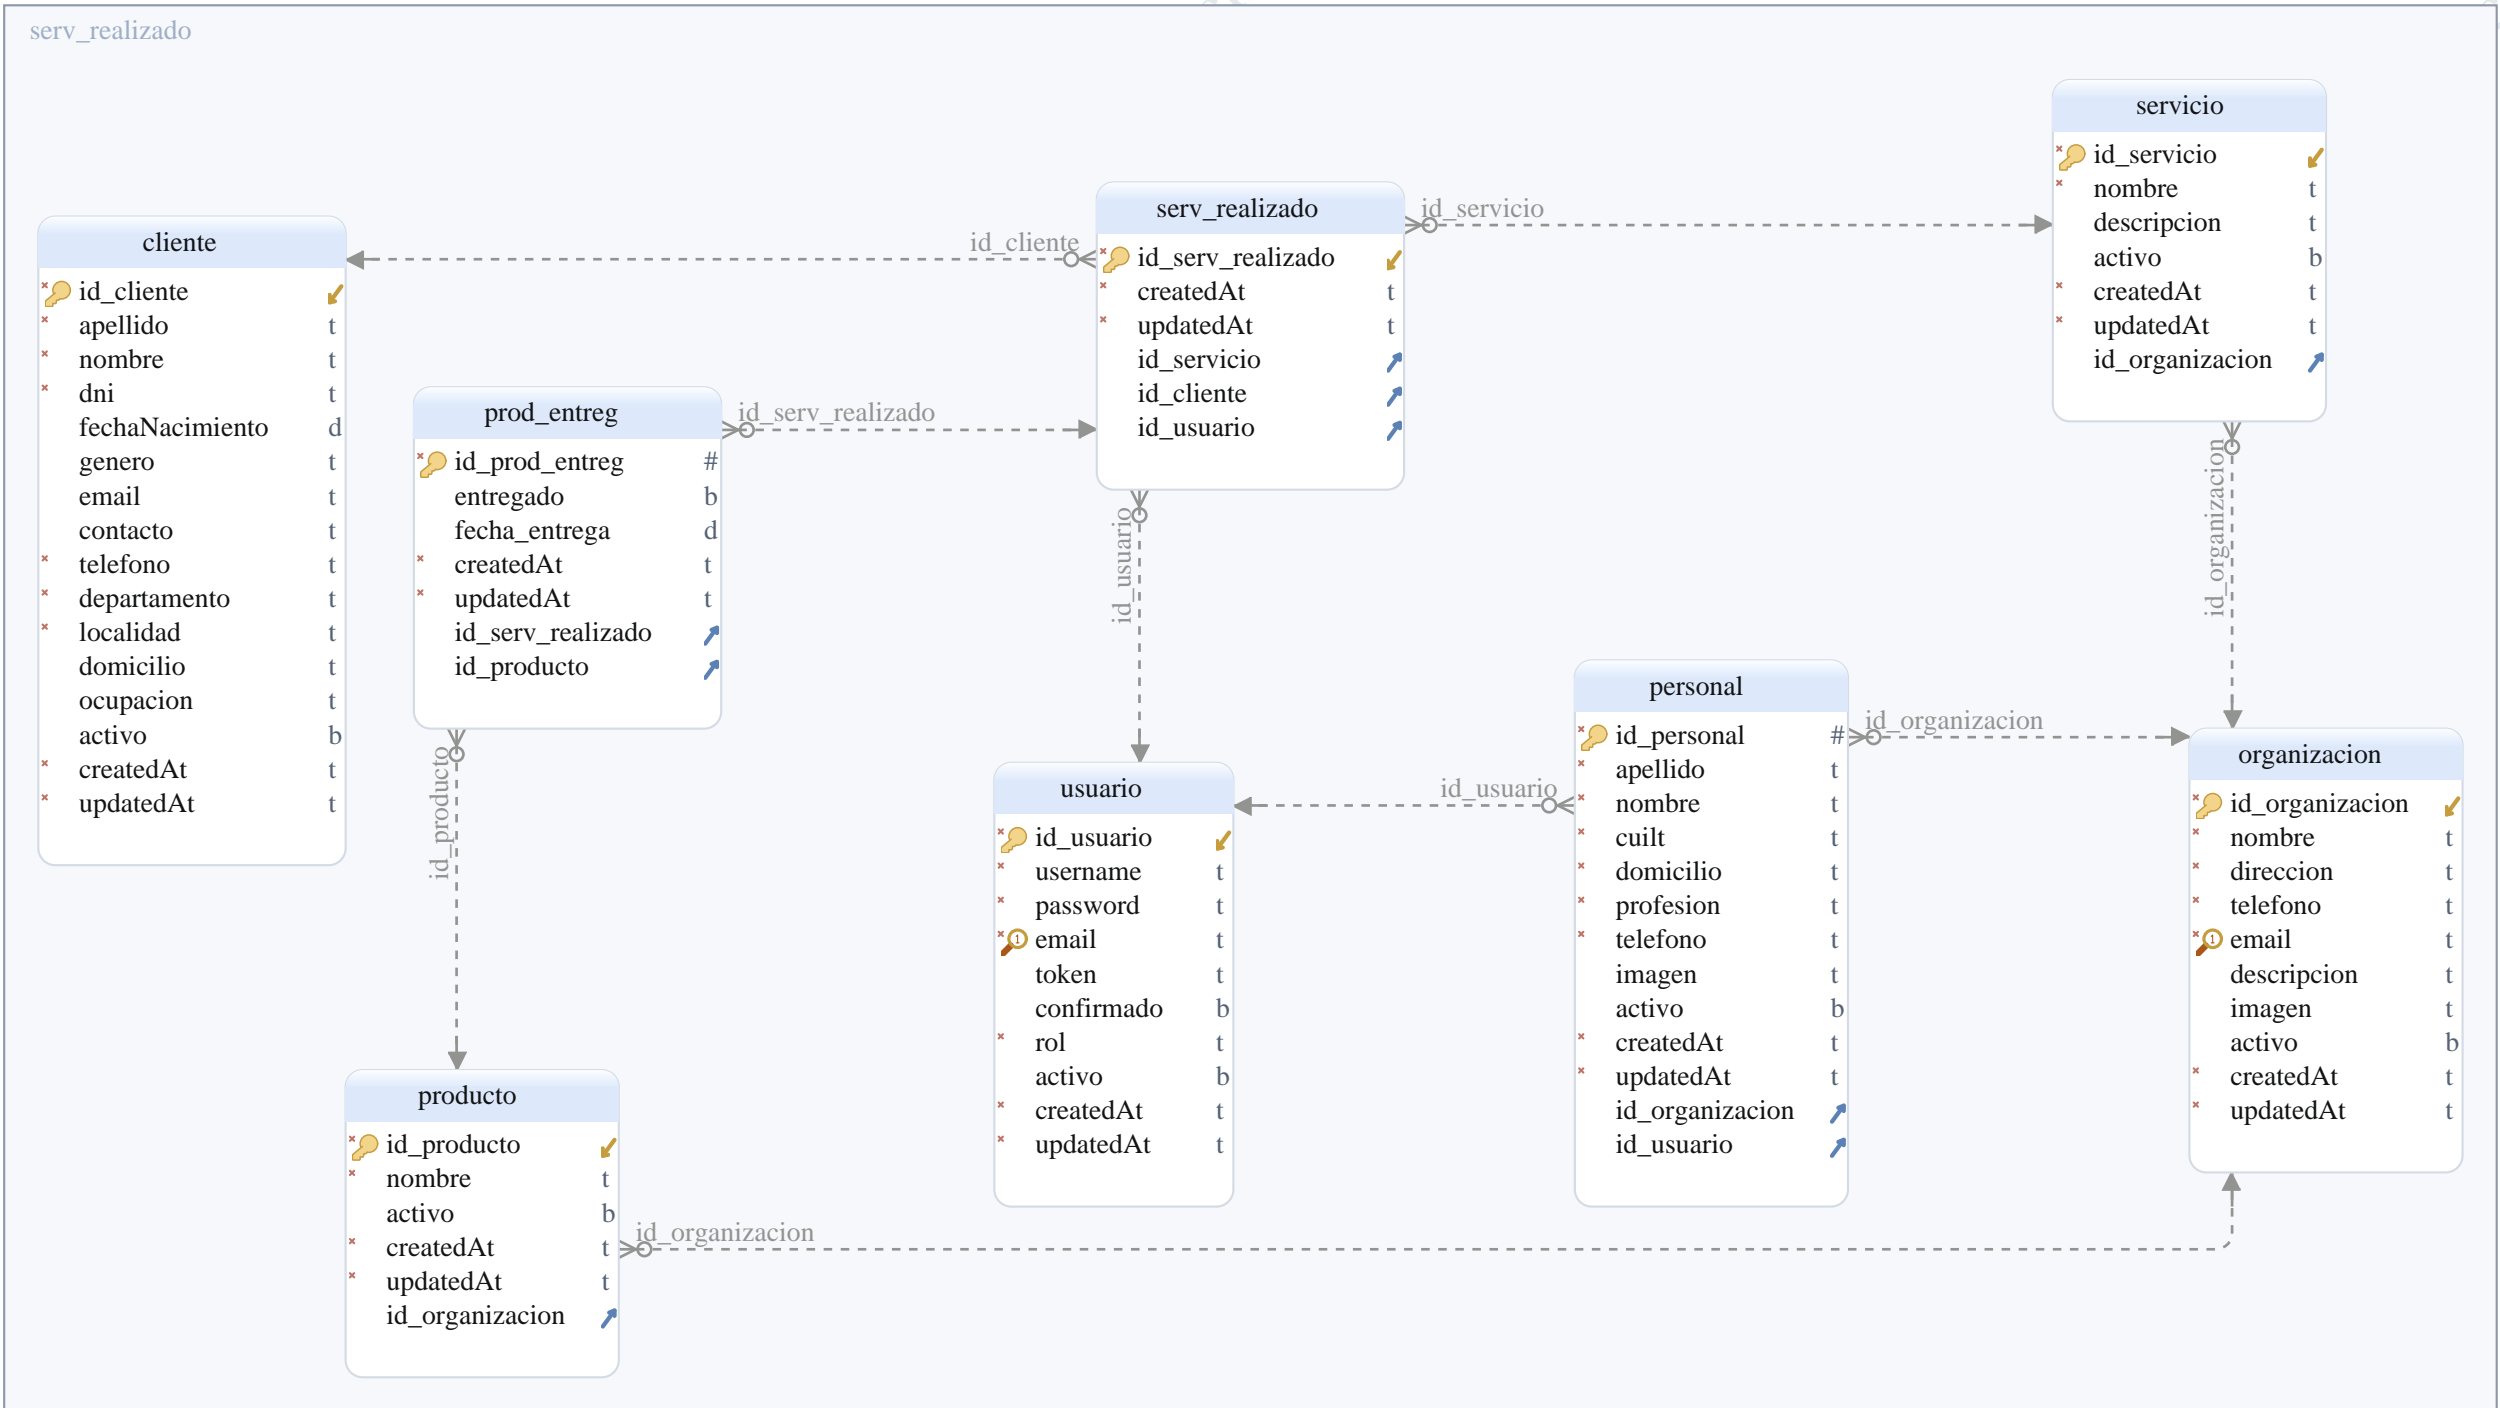 serv_realizado
servicio
id_servicio
nombre t
descripcion t
activo b
createdAt t
updatedAt t
id_organizacion
serv_realizado
id_serv_realizado
createdAt t
updatedAt t
id_servicio
id_cliente
id_usuario
id_servicio
id_cliente
cliente
id_cliente
apellido t
nombre t
dni t
fechaNacimiento d
genero t
email t
contacto t
telefono t
departamento t
localidad t
domicilio t
ocupacion t
activo b
createdAt t
updatedAt t
prod_entreg
id_prod_entreg #
entregado b
fecha_entrega d
createdAt t
updatedAt t
id_serv_realizado
id_producto
id_serv_realizado
id_usuario
id_organizacion
id_producto
personal
id_personal #
apellido t
nombre t
cuilt t
domicilio t
profesion t
telefono t
imagen t
activo b
createdAt t
updatedAt t
id_organizacion
id_usuario
id_organizacion
id_usuario
organizacion
id_organizacion
nombre t
direccion t
telefono t
1 email t
descripcion t
imagen t
activo b
createdAt t
updatedAt t
usuario
id_usuario
username t
password t
1 email t
token t
confirmado b
rol t
activo b
createdAt t
updatedAt t
producto
id_producto
nombre t
activo b
createdAt t
updatedAt t
id_organizacion
id_organizacion